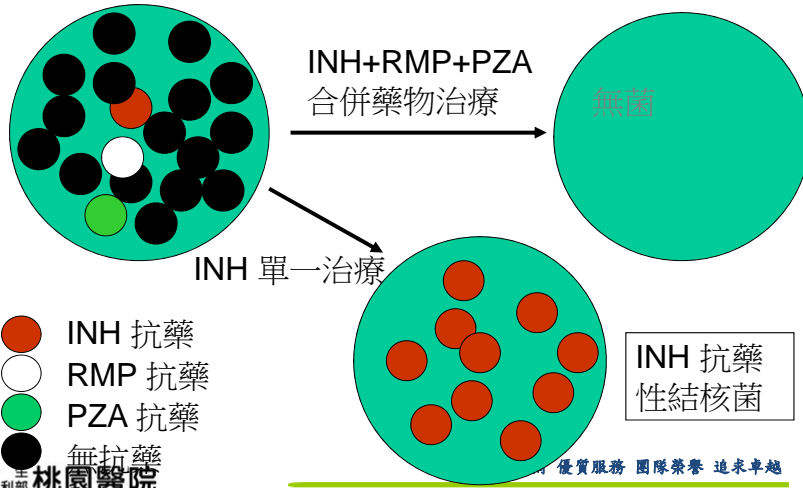 INH+RMP+PZA
合併藥物治療
無菌
INH 單一治療
INH 抗藥
RMP 抗藥
PZA 抗藥
無抗藥
INH 抗藥
性結核菌
桃園醫院
優質服務 團隊榮譽 追求卓越